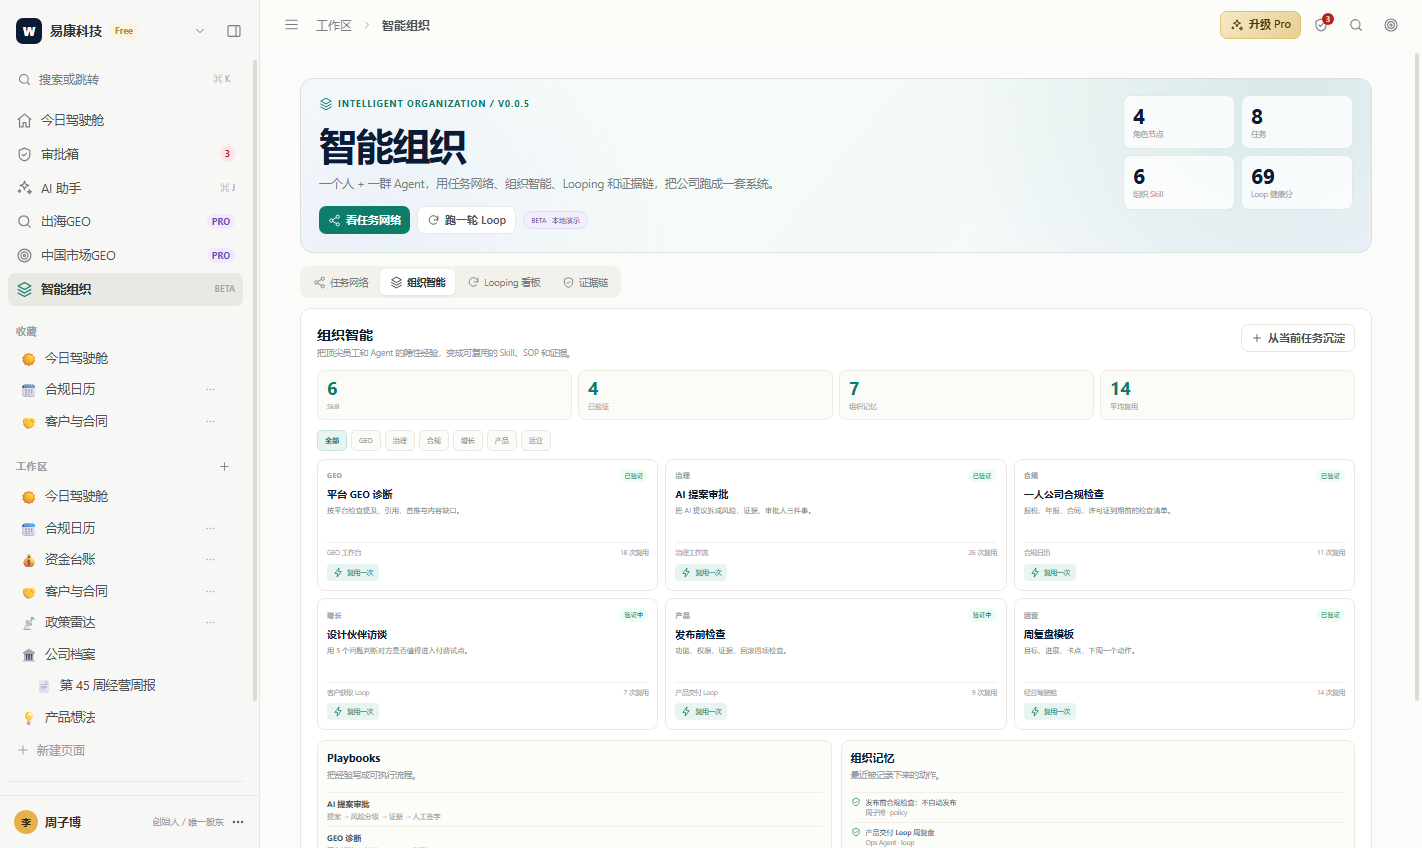 W 易康科技 Free
搜索或跳转 ⌘K
今日驾驶舱
审批箱 3
AI 助手 ⌘J
出海GEO PRO
中国市场GEO PRO
智能组织 BETA
收藏
今日驾驶舱
合规日历 ···
客户与合同 ···
工作区
今日驾驶舱
合规日历 ···
资金台账 ···
客户与合同 ···
政策雷达 ···
公司档案
第 45 周经营周报
产品想法
新建页面
李 周子博 创始人 / 唯一股东 ···
工作区 智能组织
升级 Pro
3
INTELLIGENT ORGANIZATION / V0.0.5
智能组织
一个人 + 一群 Agent，用任务网络、组织智能、Looping 和证据链，把公司跑成一套系统。
看任务网络 跑一轮 Loop BETA · 本地演示
4
角色节点
8
任务
6
组织 Skill
69
Loop 健康分
任务网络 组织智能 Looping 看板 证据链
组织智能
把顶尖员工和 Agent 的隐性经验，变成可复用的 Skill、SOP 和证据。
从当前任务沉淀
6
Skill
4
已验证
7
组织记忆
14
平均复用
全部 GEO 治理 合规 增长 产品 运营
GEO 已验证
平台 GEO 诊断
按平台检查提及、引用、首推与内容缺口。
GEO 工作台 18 次复用
复用一次
治理 已验证
AI 提案审批
把 AI 提议拆成风险、证据、审批人三件事。
治理工作流 26 次复用
复用一次
合规 已验证
一人公司合规检查
报税、年报、合同、许可证到期前的检查清单。
合规日历 11 次复用
复用一次
增长 验证中
设计伙伴访谈
用 5 个问题判断对方是否值得进入付费试点。
客户获取 Loop 7 次复用
复用一次
产品 验证中
发布前检查
功能、权限、证据、回滚四项检查。
产品交付 Loop 9 次复用
复用一次
运营 已验证
周复盘模板
目标、进展、卡点、下周一个动作。
经营驾驶舱 14 次复用
复用一次
Playbooks
把经验写成可执行流程。
AI 提案审批
提案 → 风险分级 → 证据 → 人工签字
GEO 诊断
组织记忆
最近被记录下来的动作。
发布前合规检查：不自动发布
周子博 · policy
产品交付 Loop 周复盘
Ops Agent · loop